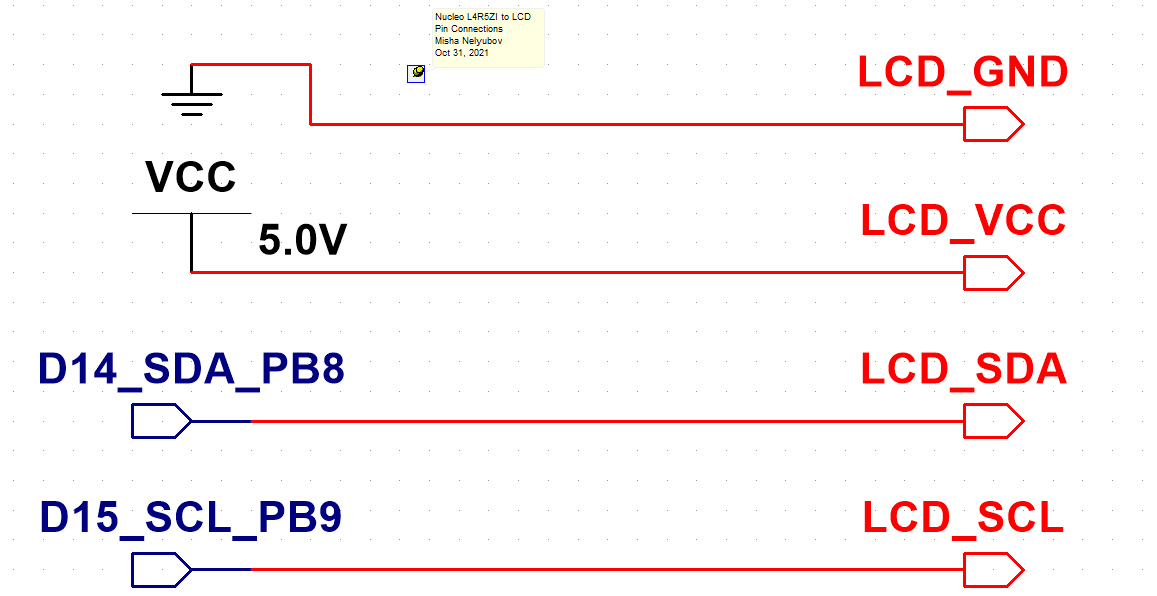 Nucleo L4R5ZI to LCD
Pin Connections
Misha Nelyubov
Oct 31, 2021
LCD_GND
VCC
5.0V
LCD_VCC
D14_SDA_PB8
LCD_SDA
D15_SCL_PB9
LCD_SCL